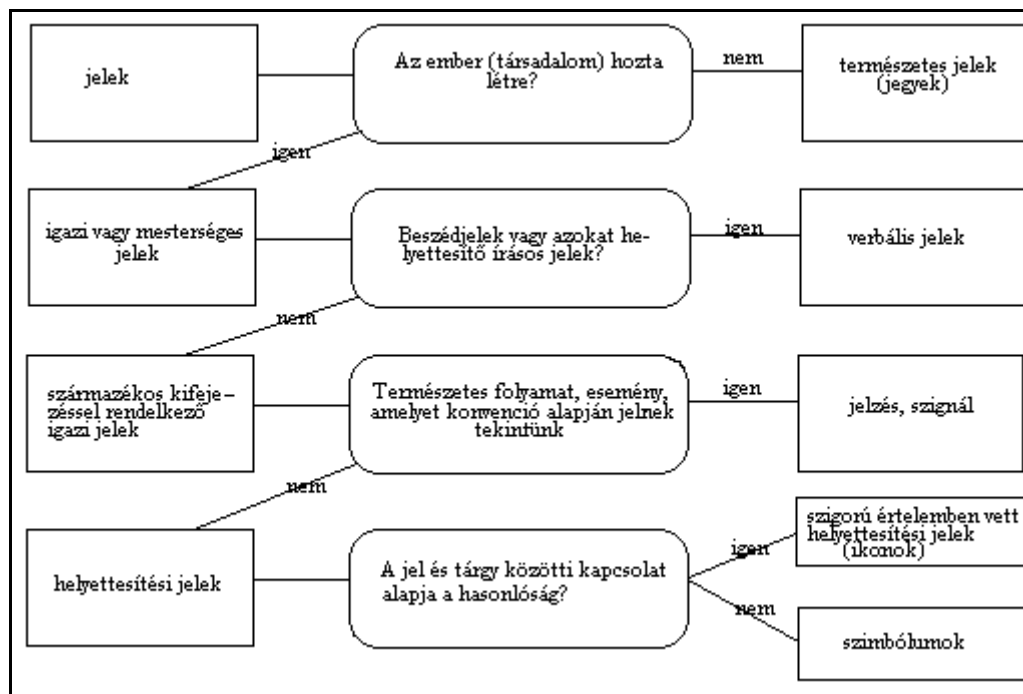 jelek
Az ember (társadalom) hozta
létre?
nem
természetes jelek
(jegyek)
igen
igazi vagy mesterséges
jelek
Beszédjelek vagy azokat he-
lyettesítő írásos jelek?
igen
verbális jelek
nem
származékos kifeje-
zéssel rendelkező
igazi jelek
Természetes folyamat, esemény,
amelyet konvenció alapján jelnek
tekintünk
igen
jelzés, szignál
nem
helyettesítési jelek
A jel és tárgy közötti kapcsolat
alapja a hasonlóság?
igen
szigorú értelemben vett
helyettesítési jelek
(ikonok)
nem
szimbólumok